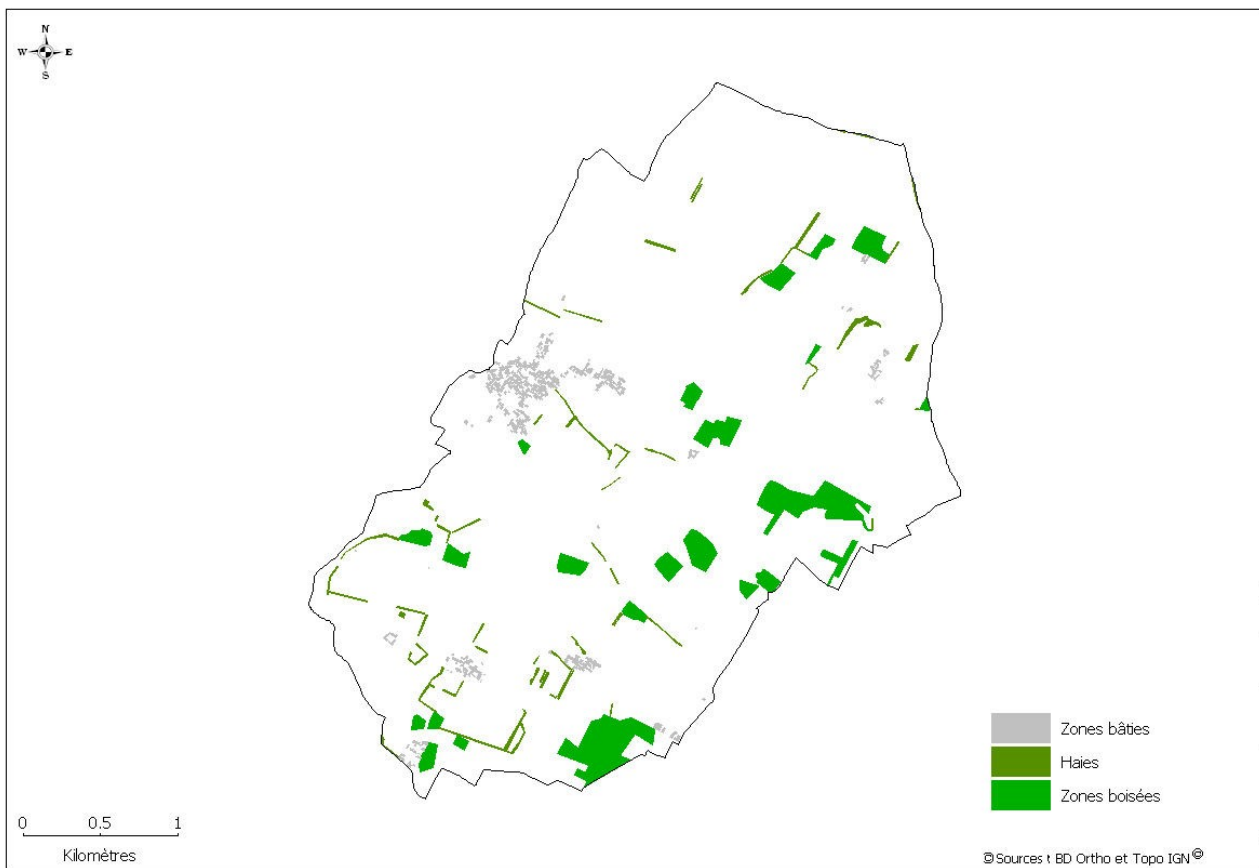 N
W E
S
Zones bâties
Haies
Zones boisées
0 0.5 1
Kilomètres
© Sources : BD Ortho et Topo IGN ©